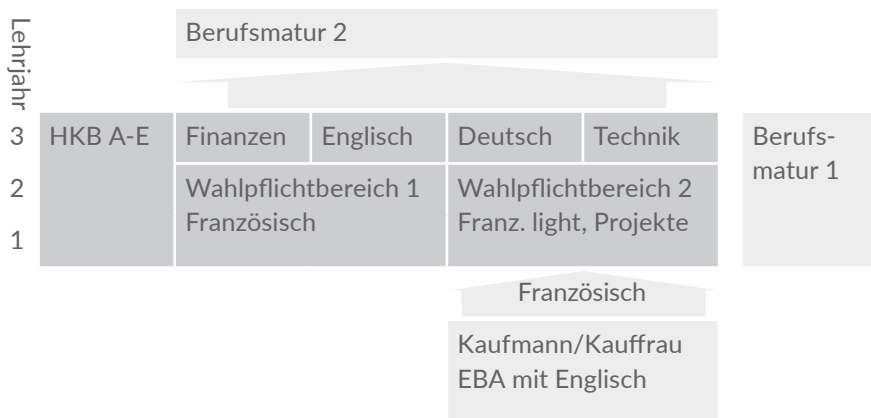 Lehrjahr
Berufsmatur 2
3
HKB A-E
Finanzen
Englisch
Deutsch
Technik
Berufs-
matur 1
2
Wahlpflichtbereich 1
Französisch
Wahlpflichtbereich 2
Franz. light, Projekte
1
Französisch
Kaufmann/Kauffrau
EBA mit Englisch